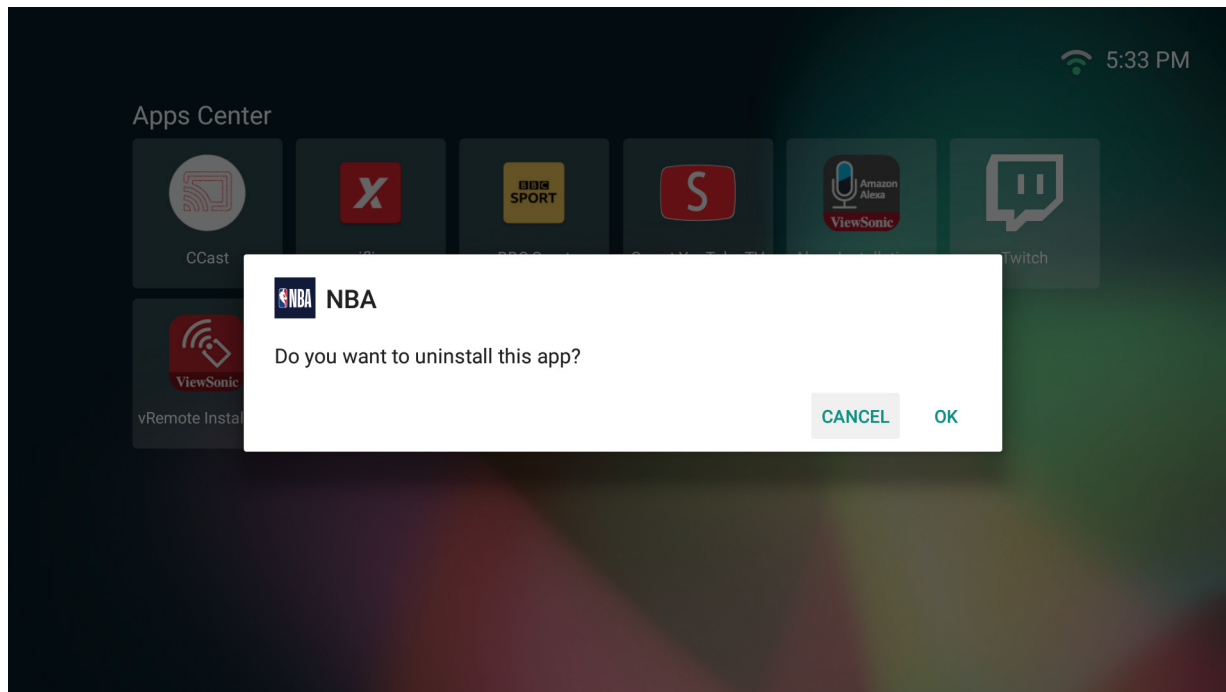 5:33 PM
Apps Center
X
BBC
SPORT
S
Amazon
Alexa
ViewSonic
CCast
Twitch
NBA NBA
Do you want to uninstall this app?
ViewSonic
vRemote Instal
CANCEL OK